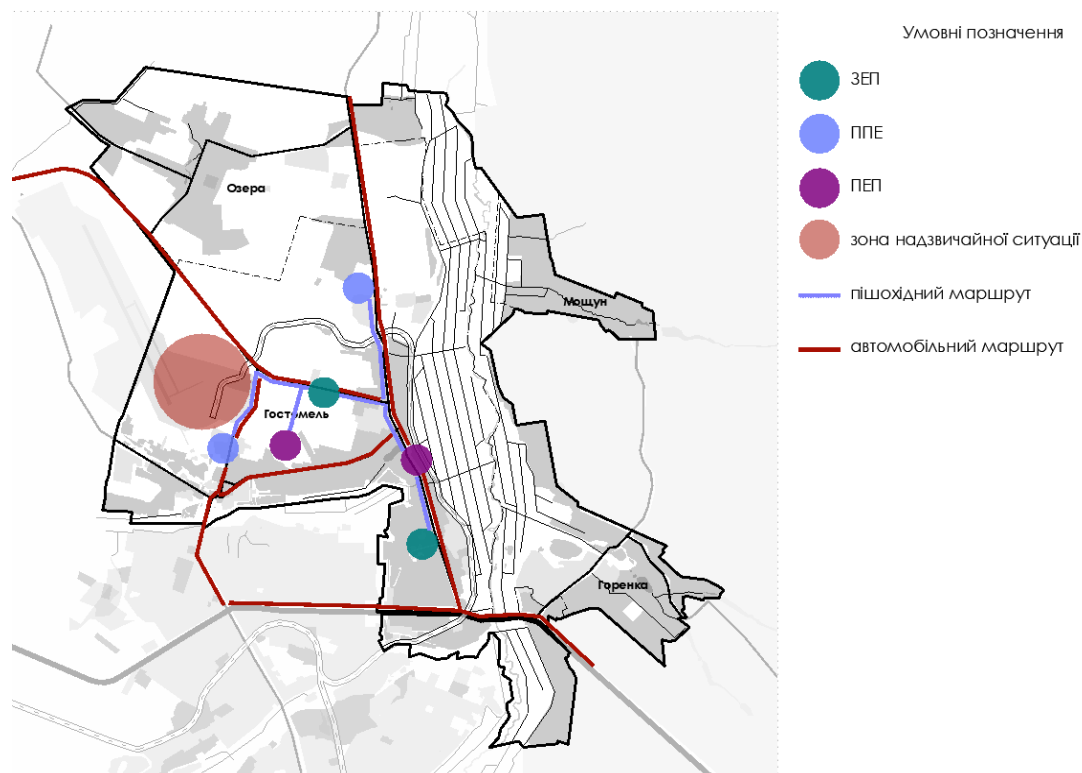 Умовні позначення
ЗЕП
ППЕ
ПЕП
зона надзвичайної ситуації
пішохідний маршрут
автомобільний маршрут
Озера
Мощун
Гостомель
Горенка